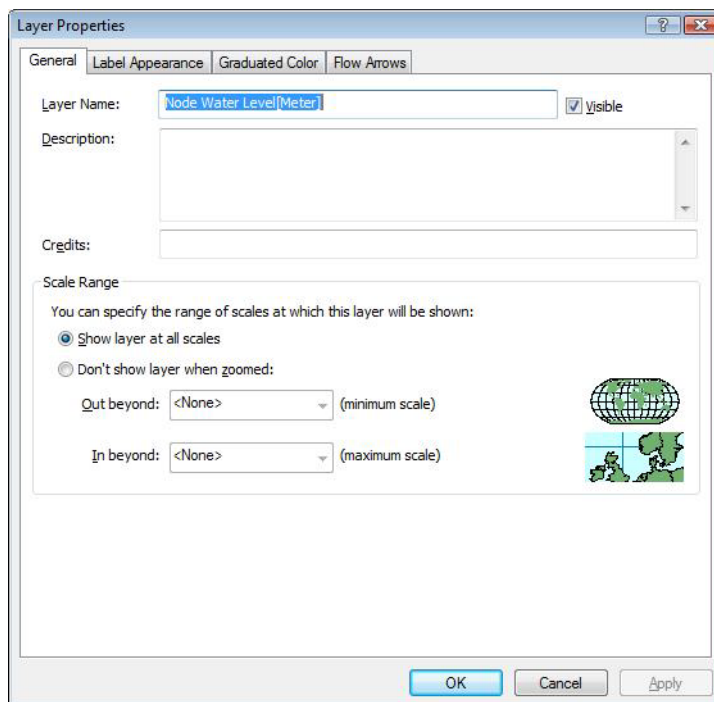 Layer Properties
General Label Appearance Graduated Color Flow Arrows
Layer Name: Node Water Level[Meter] Visible
Description:
Credits:
Scale Range
You can specify the range of scales at which this layer will be shown:
Show layer at all scales
Don't show layer when zoomed:
Out beyond: <None> (minimum scale)
In beyond: <None> (maximum scale)
OK Cancel Apply